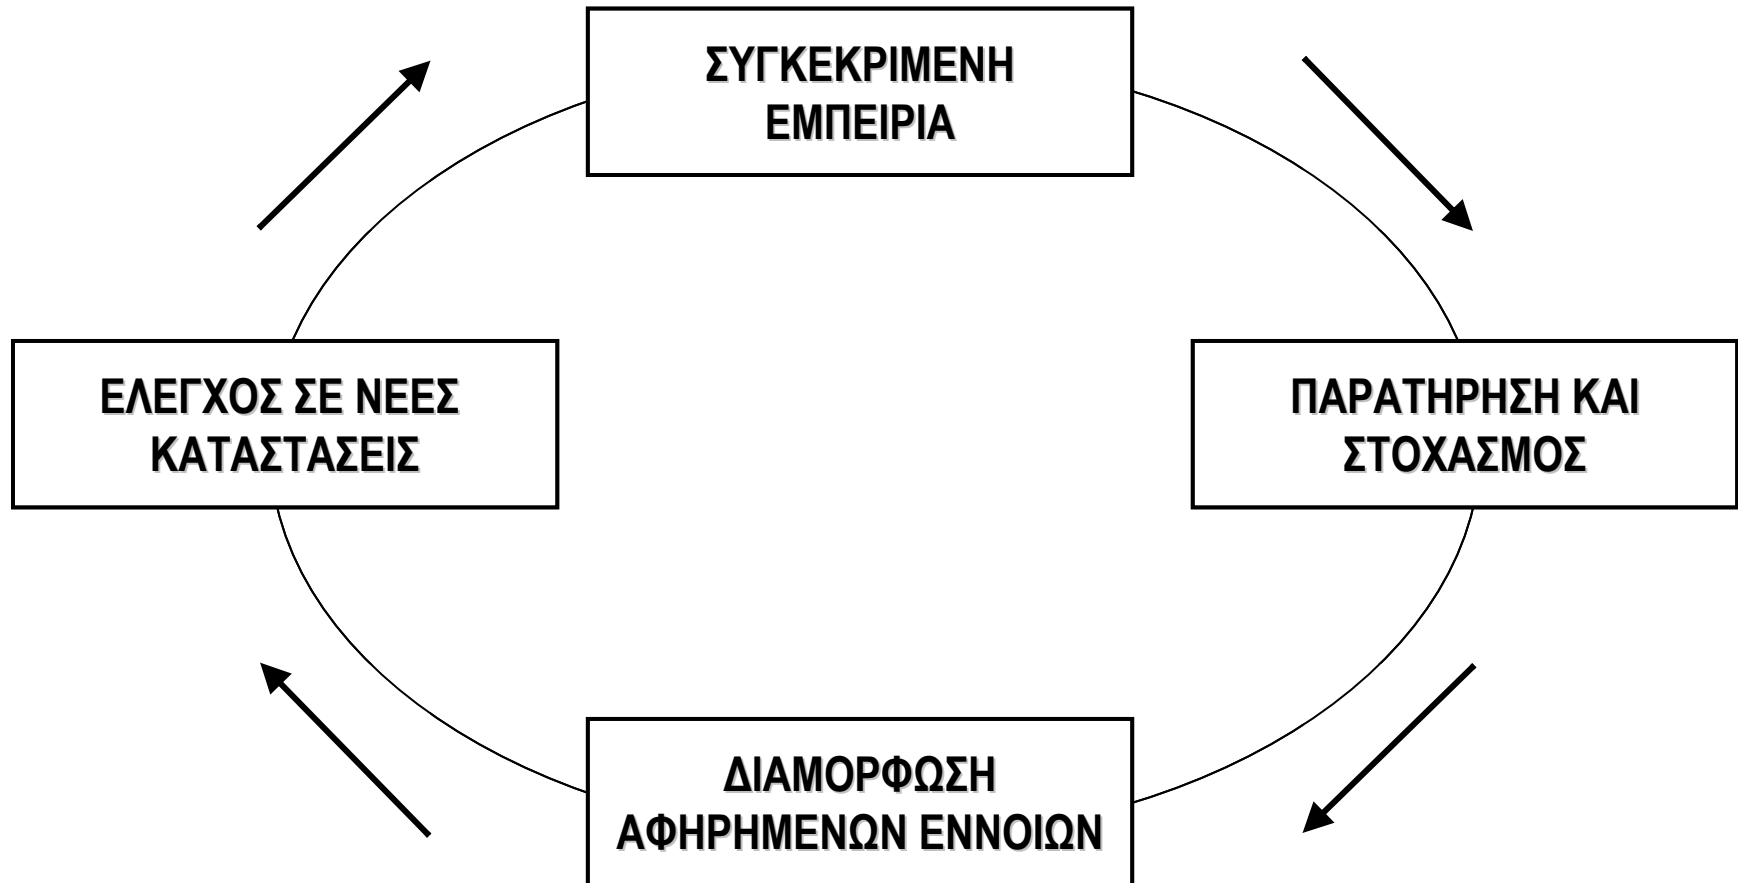 ΣΥΓΚΕΚΡΙΜΕΝΗ
ΕΜΠΕΙΡΙΑ
ΕΛΕΓΧΟΣ ΣΕ ΝΕΕΣ
ΚΑΤΑΣΤΑΣΕΙΣ
ΠΑΡΑΤΗΡΗΣΗ ΚΑΙ
ΣΤΟΧΑΣΜΟΣ
ΔΙΑΜΟΡΦΩΣΗ
ΑΦΗΡΗΜΕΝΩΝ ΕΝΝΟΙΩΝ